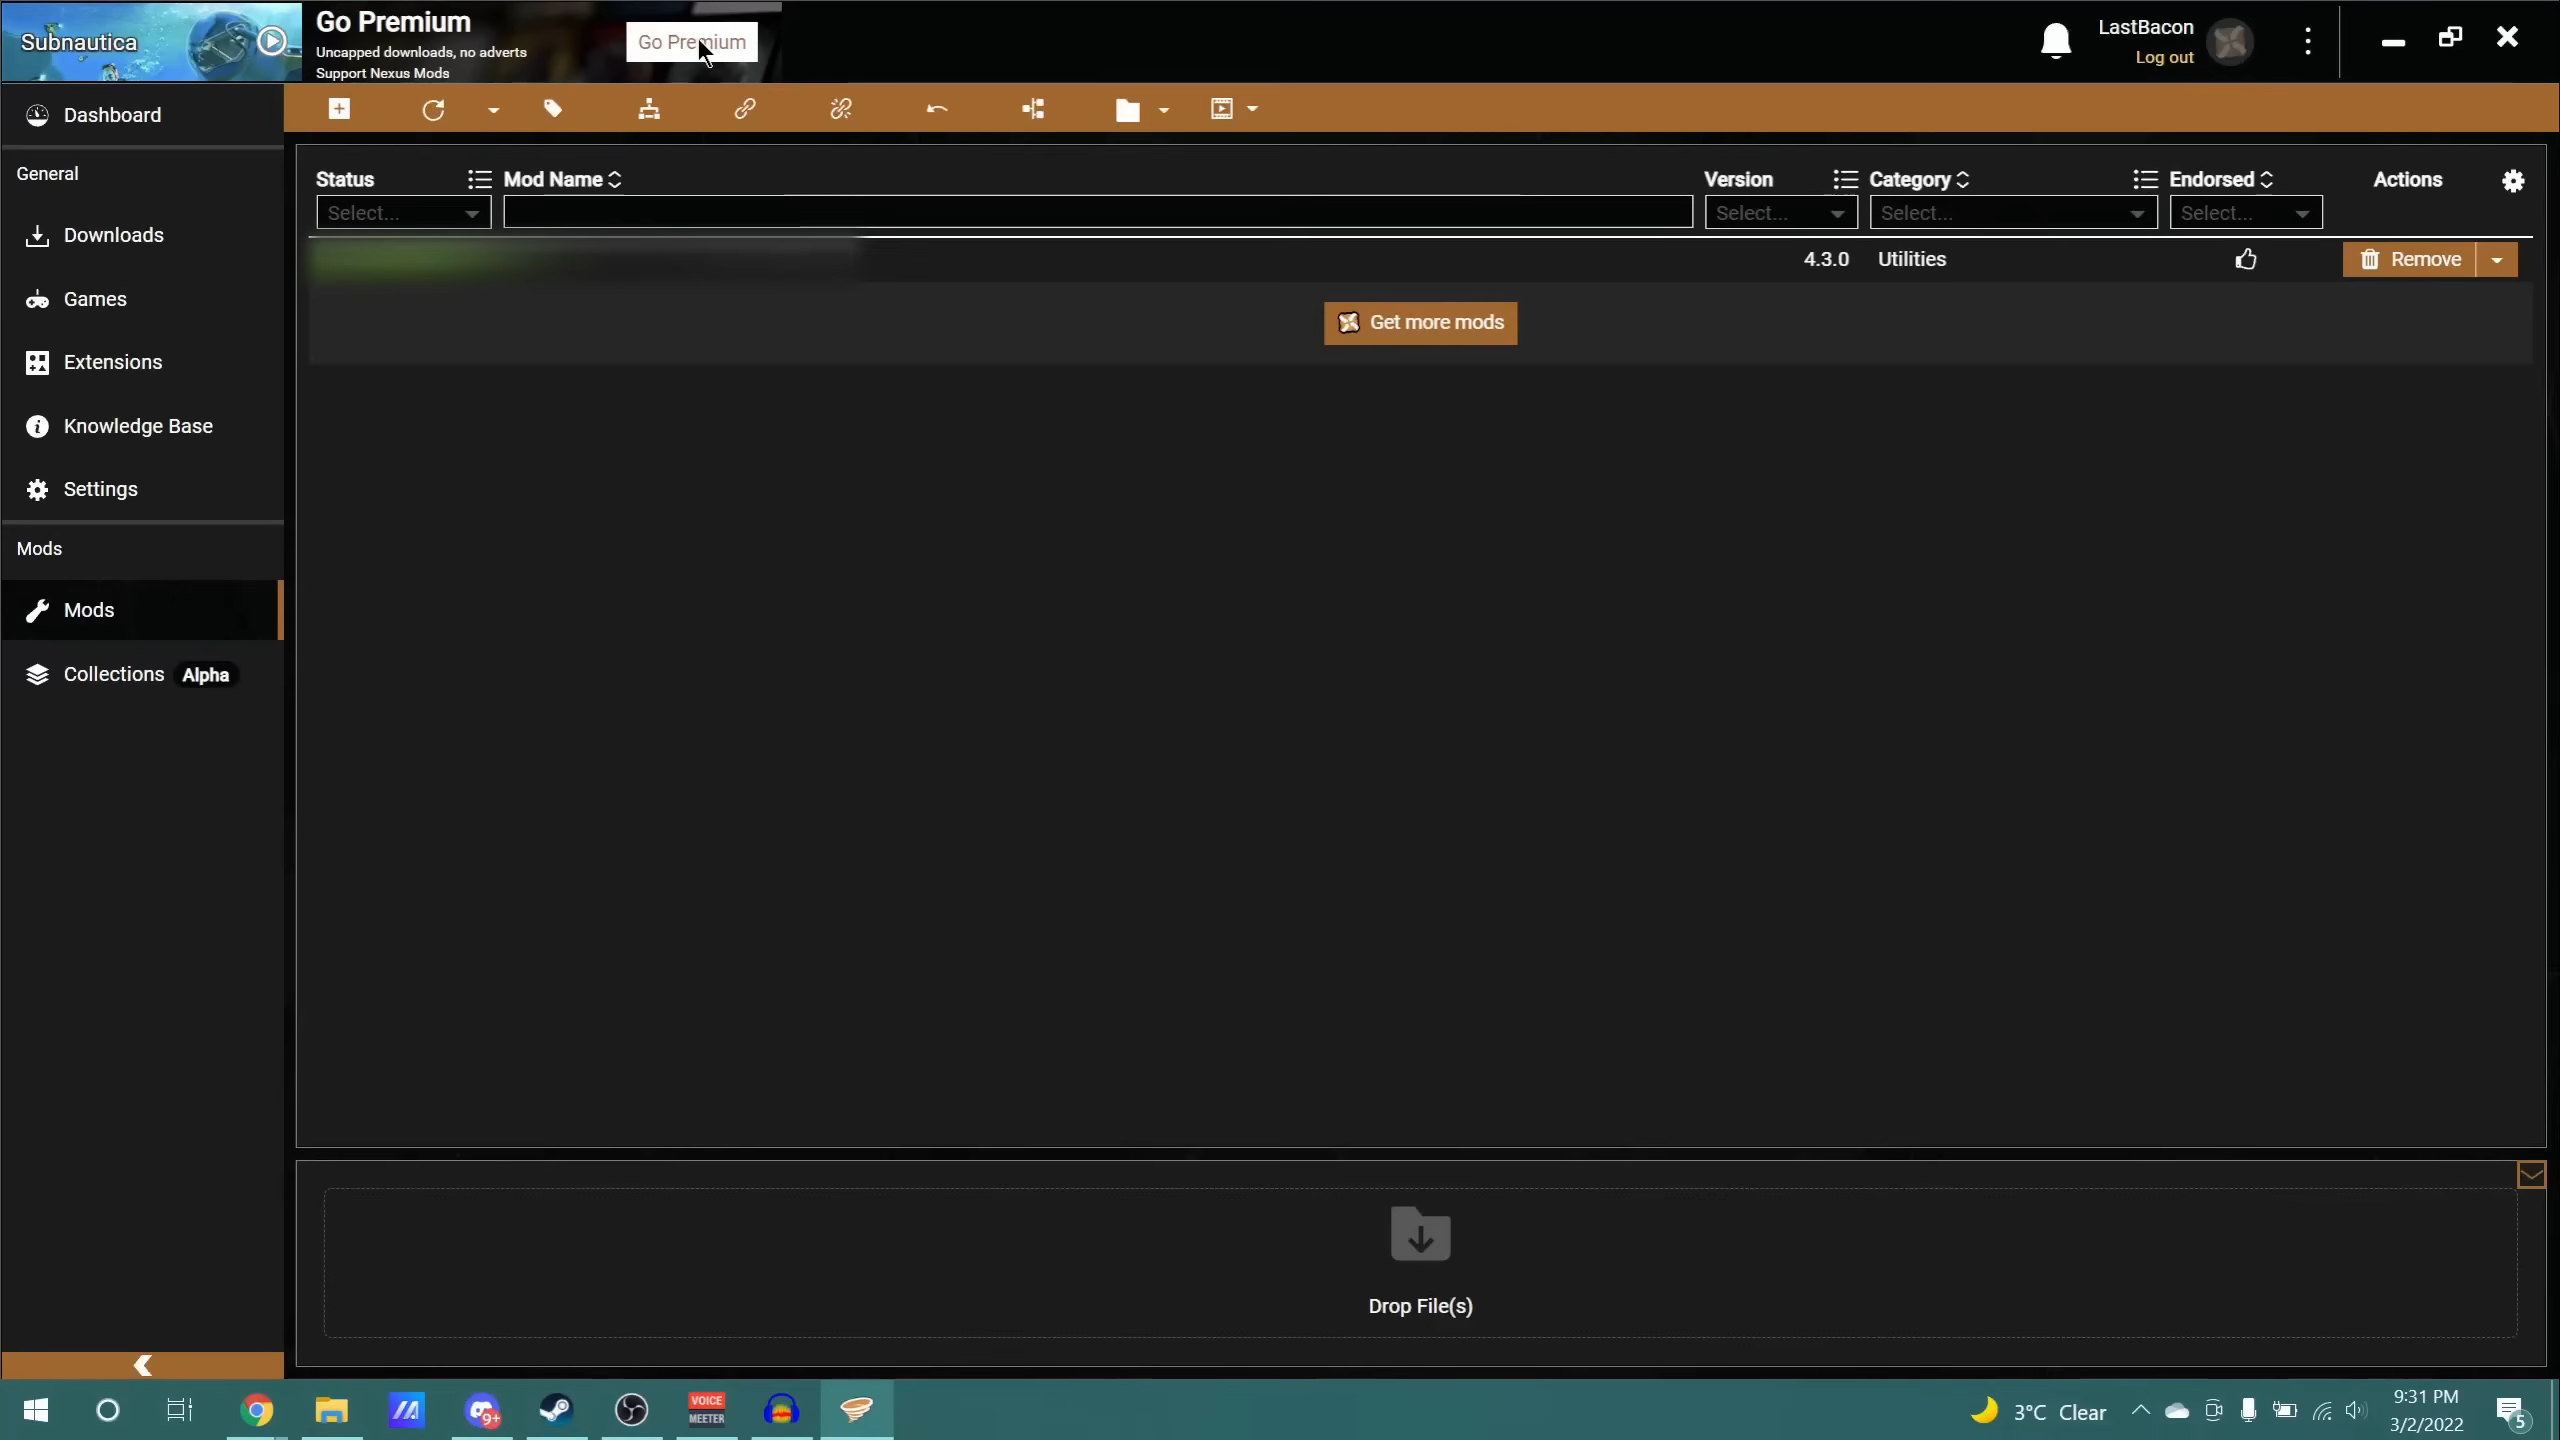 Subnautica
Go Premium
Uncapped downloads, no adverts
Support Nexus Mods
Go Premium
LastBacon
Log out
Dashboard
General
Downloads
Games
Extensions
Knowledge Base
Settings
Mods
Mods
Collections Alpha
Status Mod Name Version Category Endorsed Actions
Select... Select... Select... Select...
4.3.0 Utilities Remove
Get more mods
Drop File(s)
9+
VOICE
MEETER
3°C Clear
9:31 PM
3/2/2022
5